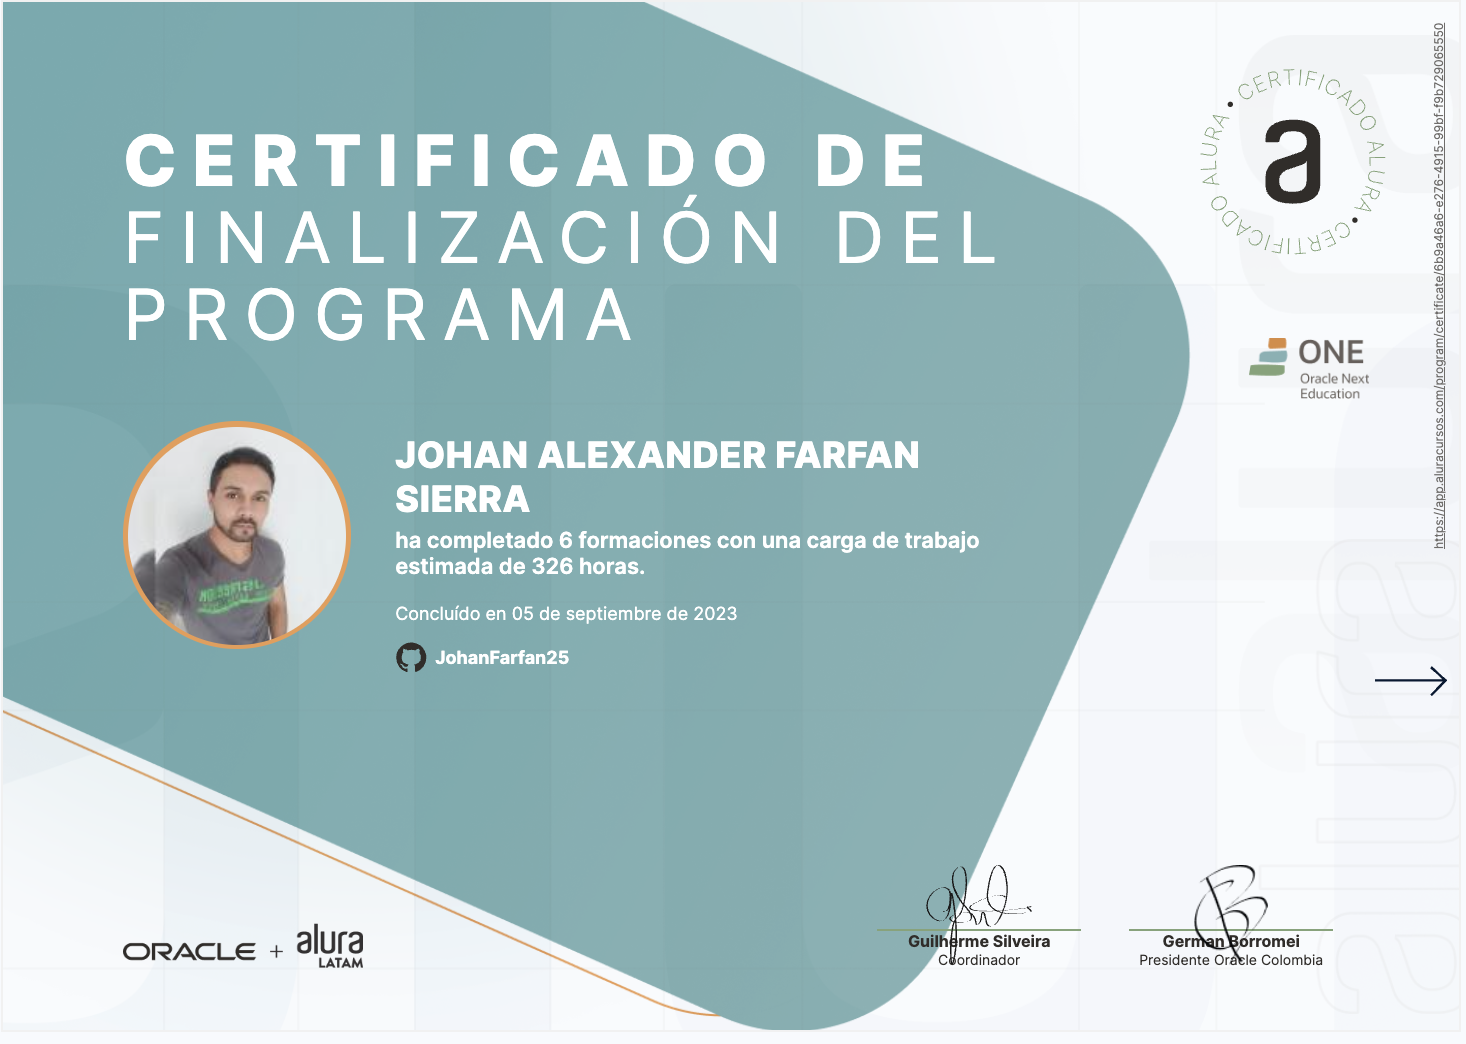 CERTIFICADO DE
FINALIZACIÓN DEL
PROGRAMA
JOHAN ALEXANDER FARFAN
SIERRA
ha completado 6 formaciones con una carga de trabajo
estimada de 326 horas.
Concluído en 05 de septiembre de 2023
JohanFarfan25
CERTIFICADO ALURA • CERTIFICADO ALURA •
a
ONE
Oracle Next
Education
https://app.aluracursos.com/program/certificate/6b9a46a6-e276-4915-99bf-f9b729065550
alura
ORACLE + alura
LATAM
Guilherme Silveira
Coordinador
German Borromei
Presidente Oracle Colombia